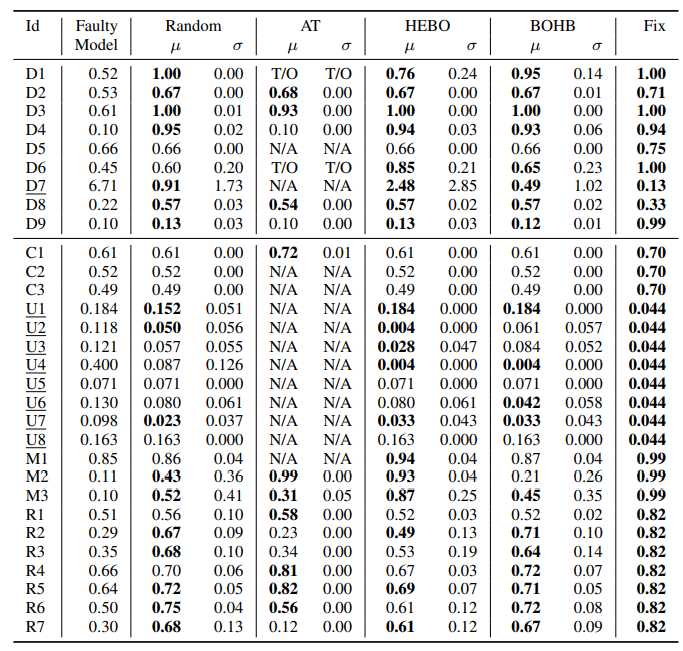 Id Faulty Random AT HEBO BOHB Fix
Model μ σ μ σ μ σ μ σ
D1 0.52 1.00 0.00 T/O T/O 0.76 0.24 0.95 0.14 1.00
D2 0.53 0.67 0.00 0.68 0.00 0.67 0.00 0.67 0.01 0.71
D3 0.61 1.00 0.01 0.93 0.00 1.00 0.00 1.00 0.00 1.00
D4 0.10 0.95 0.02 0.10 0.00 0.94 0.03 0.93 0.06 0.94
D5 0.66 0.66 0.00 N/A N/A 0.66 0.00 0.66 0.00 0.75
D6 0.45 0.60 0.20 T/O T/O 0.85 0.21 0.65 0.23 1.00
D7 6.71 0.91 1.73 N/A N/A 2.48 2.85 0.49 1.02 0.13
D8 0.22 0.57 0.03 0.54 0.00 0.57 0.02 0.57 0.02 0.33
D9 0.10 0.13 0.03 0.10 0.00 0.13 0.03 0.12 0.01 0.99
C1 0.61 0.61 0.00 0.72 0.01 0.61 0.00 0.61 0.00 0.70
C2 0.52 0.52 0.00 N/A N/A 0.52 0.00 0.52 0.00 0.70
C3 0.49 0.49 0.00 N/A N/A 0.49 0.00 0.49 0.00 0.70
U1 0.184 0.152 0.051 N/A N/A 0.184 0.000 0.184 0.000 0.044
U2 0.118 0.050 0.056 N/A N/A 0.004 0.000 0.061 0.057 0.044
U3 0.121 0.057 0.055 N/A N/A 0.028 0.047 0.084 0.052 0.044
U4 0.400 0.087 0.126 N/A N/A 0.004 0.000 0.004 0.000 0.044
U5 0.071 0.071 0.000 N/A N/A 0.071 0.000 0.071 0.000 0.044
U6 0.130 0.080 0.061 N/A N/A 0.080 0.061 0.042 0.058 0.044
U7 0.098 0.023 0.037 N/A N/A 0.033 0.043 0.033 0.043 0.044
U8 0.163 0.163 0.000 N/A N/A 0.163 0.000 0.163 0.000 0.044
M1 0.85 0.86 0.04 N/A N/A 0.94 0.04 0.87 0.04 0.99
M2 0.11 0.43 0.36 0.99 0.00 0.93 0.04 0.21 0.26 0.99
M3 0.10 0.52 0.41 0.31 0.05 0.87 0.25 0.45 0.35 0.99
R1 0.51 0.56 0.10 0.58 0.00 0.52 0.03 0.52 0.02 0.82
R2 0.29 0.67 0.09 0.23 0.00 0.49 0.13 0.71 0.10 0.82
R3 0.35 0.68 0.10 0.34 0.00 0.53 0.19 0.64 0.14 0.82
R4 0.66 0.70 0.06 0.81 0.00 0.67 0.03 0.72 0.07 0.82
R5 0.64 0.72 0.05 0.82 0.00 0.69 0.07 0.71 0.05 0.82
R6 0.50 0.75 0.04 0.56 0.00 0.61 0.12 0.72 0.08 0.82
R7 0.30 0.68 0.13 0.12 0.00 0.61 0.12 0.67 0.09 0.82